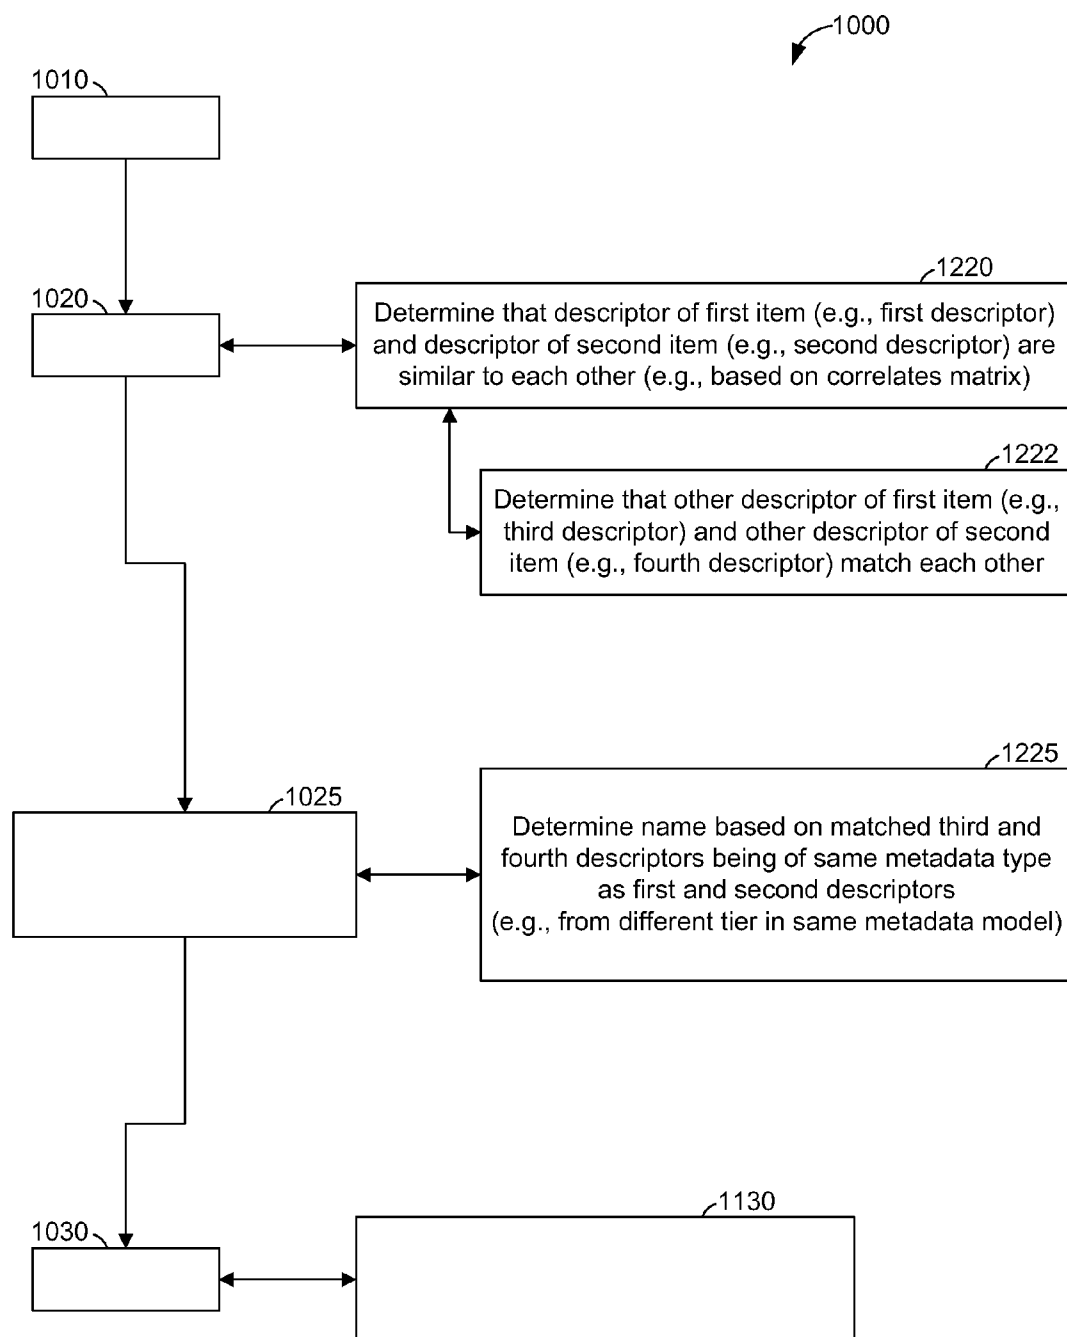 1000
1010
1020
1220
Determine that descriptor of first item (e.g., first descriptor)
and descriptor of second item (e.g., second descriptor) are
similar to each other (e.g., based on correlates matrix)
1222
Determine that other descriptor of first item (e.g.,
third descriptor) and other descriptor of second
item (e.g., fourth descriptor) match each other
1025
1225
Determine name based on matched third and
fourth descriptors being of same metadata type
as first and second descriptors
(e.g., from different tier in same metadata model)
1030
1130